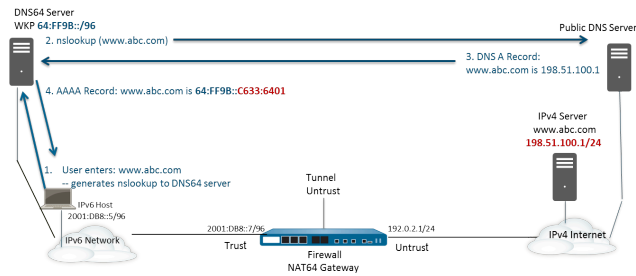 DNS64 Server
WKP 64:FF9B::/96
Public DNS Server
2. nslookup (www.abc.com)
3. DNS A Record:
www.abc.com is 198.51.100.1
4. AAAA Record: www.abc.com is 64:FF9B::C633:6401
IPv4 Server
www.abc.com
198.51.100.1/24
1. User enters: www.abc.com
-- generates nslookup to DNS64 server
Tunnel
Untrust
IPv6 Host
2001:DB8::5/96
IPv6 Network
2001:DB8::7/96
Trust
192.0.2.1/24
Untrust
IPv4 Internet
Firewall
NAT64 Gateway